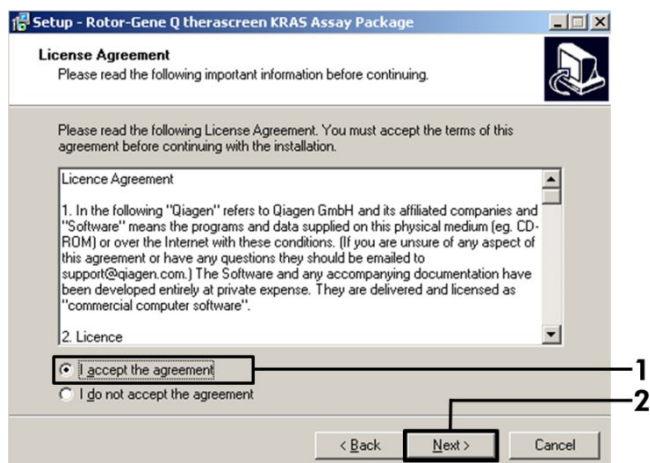 Setup - Rotor-Gene Q therascreen KRAS Assay Package
License Agreement
Please read the following important information before continuing.
Please read the following License Agreement. You must accept the terms of this
agreement before continuing with the installation.
Licence Agreement
1. In the following "Qiagen" refers to Qiagen GmbH and its affiliated companies and
"Software" means the programs and data supplied on this physical medium (eg. CD-
ROM) or over the Internet with these conditions. (If you are unsure of any aspect of
this agreement or have any questions they should be emailed to
support@qiagen.com.) The Software and any accompanying documentation have
been developed entirely at private expense. They are delivered and licensed as
"commercial computer software".
2. Licence
I accept the agreement
1
I do not accept the agreement
2
< Back
Next >
Cancel